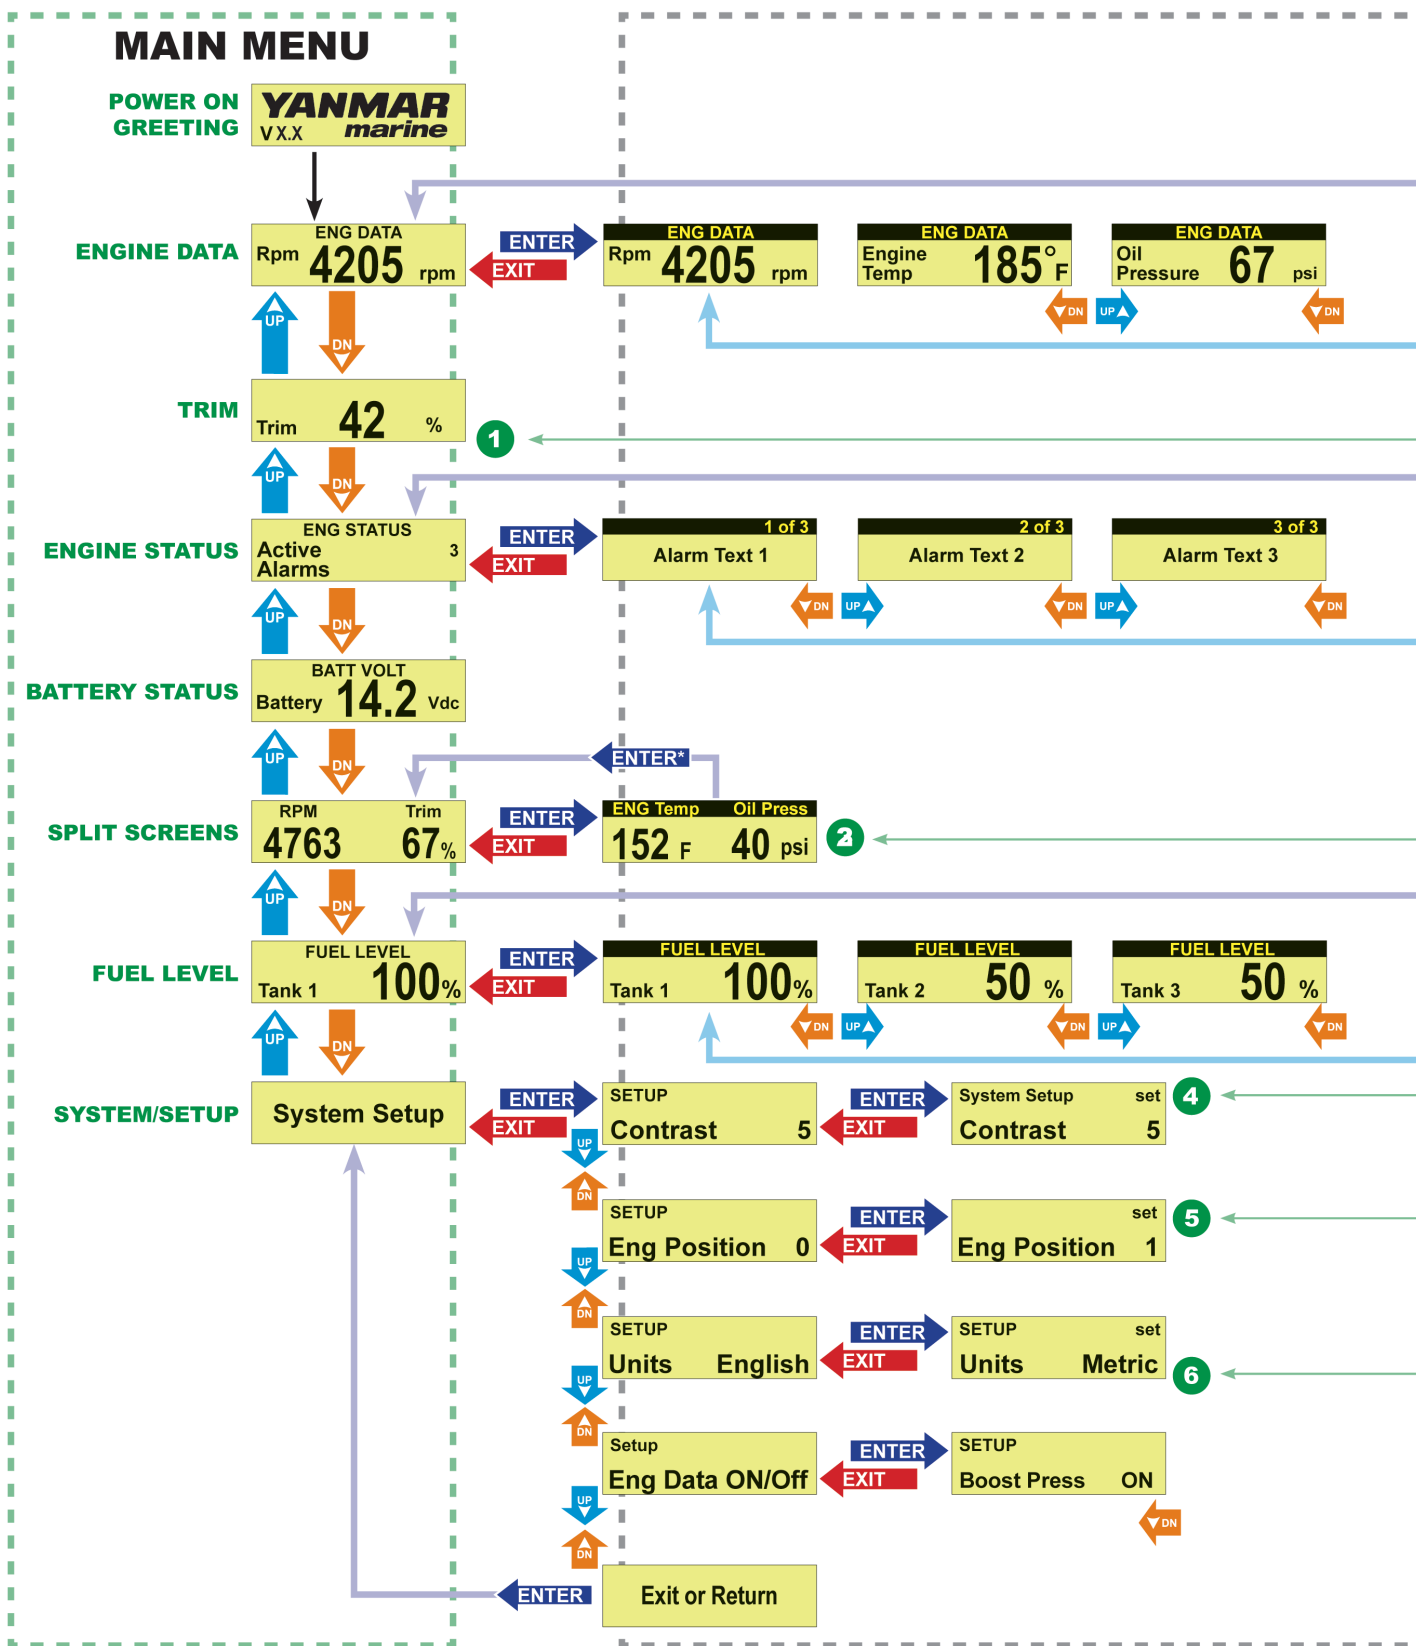 MAIN MENU
POWER ON
GREETING
YANMAR
V X.X marine
ENGINE DATA
ENG DATA
Rpm 4205 rpm
ENTER
EXIT
ENG DATA
Rpm 4205 rpm
ENG DATA
Engine
Temp 185°F
ENG DATA
Oil
Pressure 67 psi
DN UP DN
UP DN
TRIM
Trim 42 %
1
UP DN
ENGINE STATUS
ENG STATUS
Active
Alarms 3
ENTER
EXIT
1 of 3
Alarm Text 1
2 of 3
Alarm Text 2
3 of 3
Alarm Text 3
DN UP DN UP DN
UP DN
BATTERY STATUS
BATT VOLT
Battery 14.2 Vdc
UP DN
ENTER*
SPLIT SCREENS
RPM Trim
4763 67%
ENTER
EXIT
ENG Temp Oil Press
152 F 40 psi
UP DN
FUEL LEVEL
FUEL LEVEL
Tank 1 100%
ENTER
EXIT
FUEL LEVEL
Tank 1 100%
FUEL LEVEL
Tank 2 50 %
FUEL LEVEL
Tank 3 50 %
DN UP DN UP DN
UP DN
SYSTEM/SETUP
System Setup
ENTER
EXIT
SETUP
Contrast 5
ENTER
EXIT
System Setup set
Contrast 5
4
UP
DN
SETUP
Eng Position 0
ENTER
EXIT
set
Eng Position 1
5
UP
DN
SETUP
Units English
ENTER
EXIT
SETUP set
Units Metric
6
UP
DN
Setup
Eng Data ON/Off
ENTER
EXIT
SETUP
Boost Press ON
DN
UP
DN
ENTER
Exit or Return